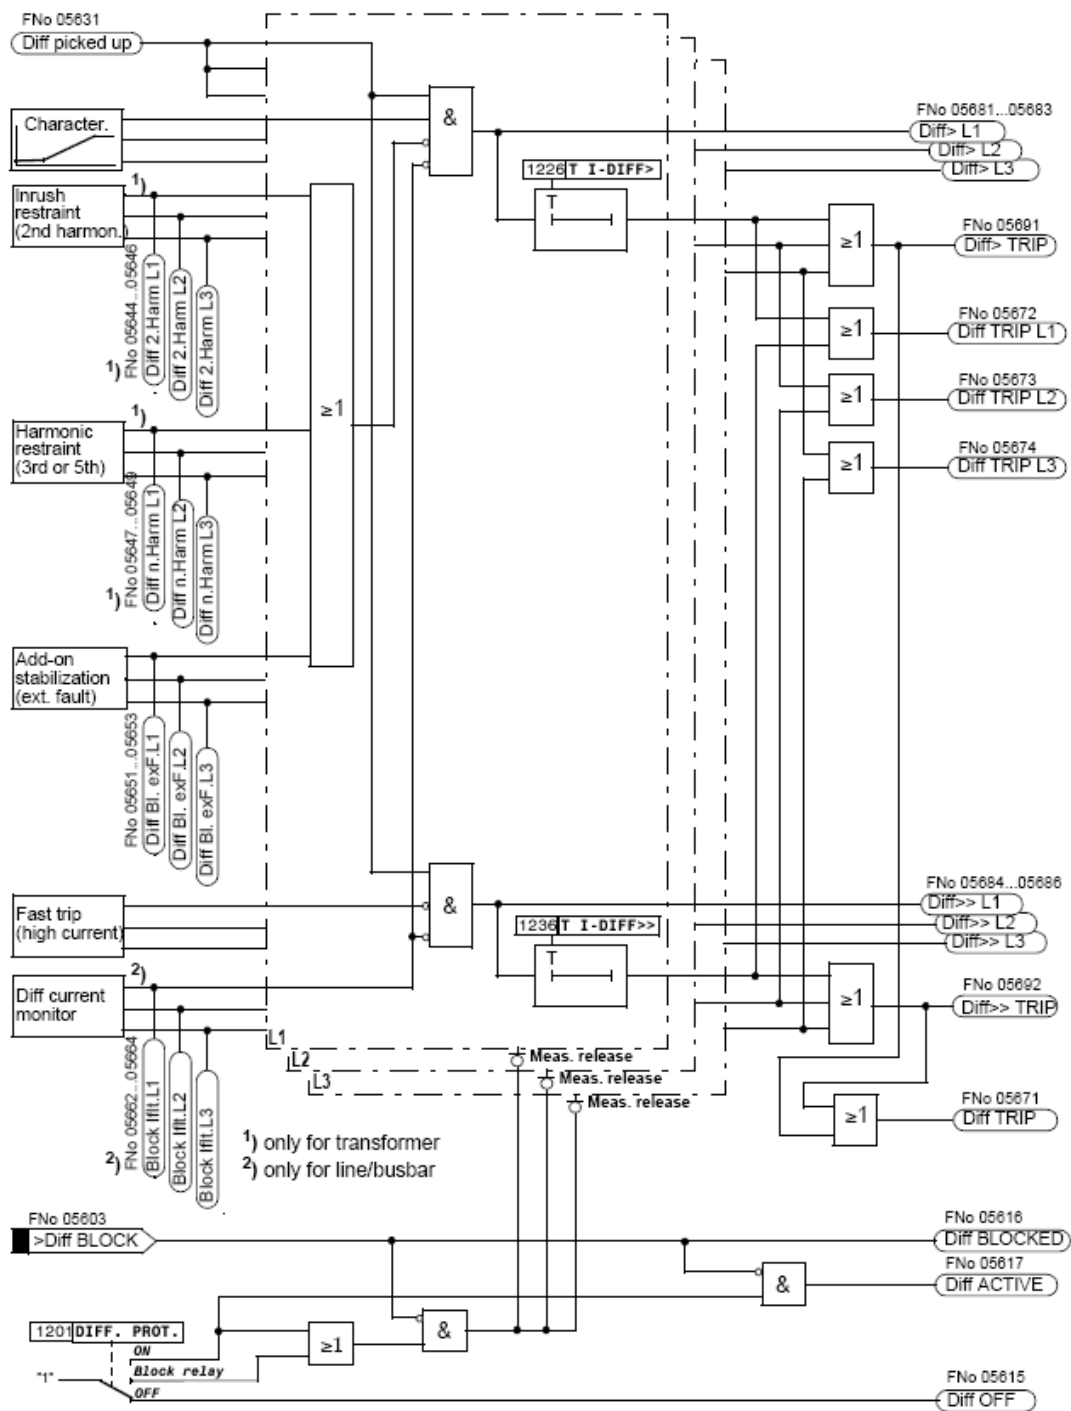 FNo 05631
Diff picked up
Character.
Inrush
restraint
(2nd harmon.)
1)
1) FNo 05644...05646
Diff 2.Harm L1
Diff 2.Harm L2
Diff 2.Harm L3
Harmonic
restraint
(3rd or 5th)
1)
1) FNo 05647...05649
Diff n.Harm L1
Diff n.Harm L2
Diff n.Harm L3
Add-on
stabilization
(ext. fault)
FNo 05651...05653
Diff Bl. exF.L1
Diff Bl. exF.L2
Diff Bl. exF.L3
Fast trip
(high current)
Diff current
monitor
2)
2) FNo 05662...05664
Block Iflt.L1
Block Iflt.L2
Block Iflt.L3
≥1
&
1226 T I-DIFF>
T
&
1236 T I-DIFF>>
T
L1
L2
L3
Meas. release
Meas. release
Meas. release
1) only for transformer
2) only for line/busbar
FNo 05681...05683
Diff> L1
Diff> L2
Diff> L3
≥1
FNo 05691
Diff> TRIP
≥1
FNo 05672
Diff TRIP L1
≥1
FNo 05673
Diff TRIP L2
≥1
FNo 05674
Diff TRIP L3
FNo 05684...05686
Diff>> L1
Diff>> L2
Diff>> L3
≥1
FNo 05692
Diff>> TRIP
≥1
FNo 05671
Diff TRIP
FNo 05603
>Diff BLOCK
FNo 05616
Diff BLOCKED
&
FNo 05617
Diff ACTIVE
1201 DIFF. PROT.
ON
Block relay
OFF
"1"
≥1
&
FNo 05615
Diff OFF